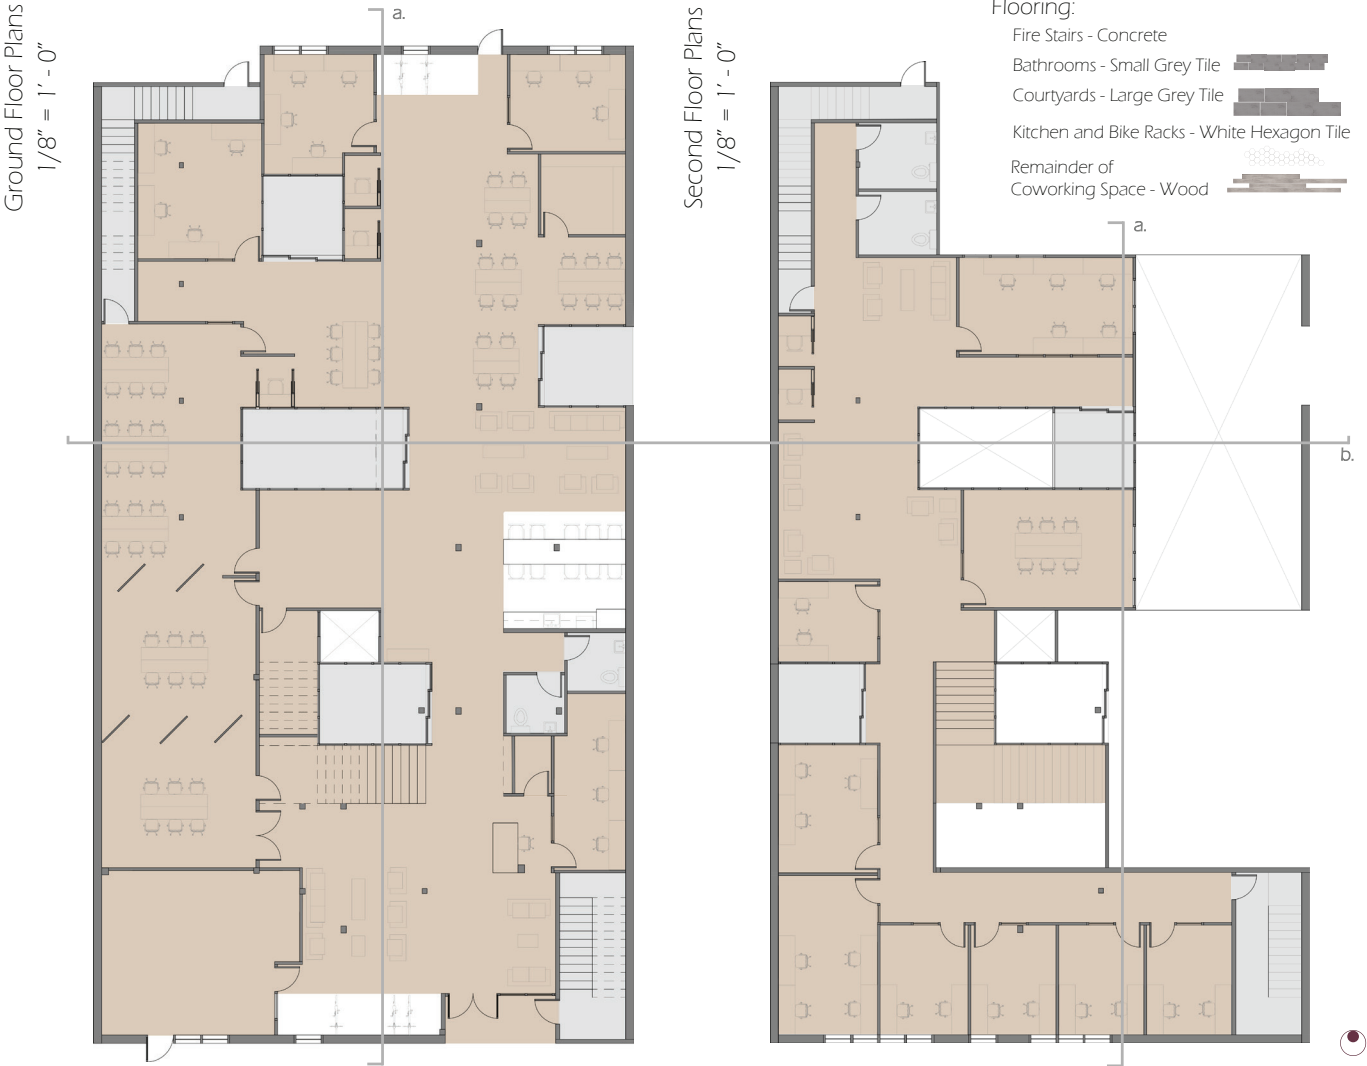 Ground Floor Plans
1/8" = 1' - 0"
a.
Second Floor Plans
1/8" = 1' - 0"
Flooring:
Fire Stairs - Concrete
Bathrooms - Small Grey Tile
Courtyards - Large Grey Tile
Kitchen and Bike Racks - White Hexagon Tile
Remainder of
Coworking Space - Wood
a.
b.